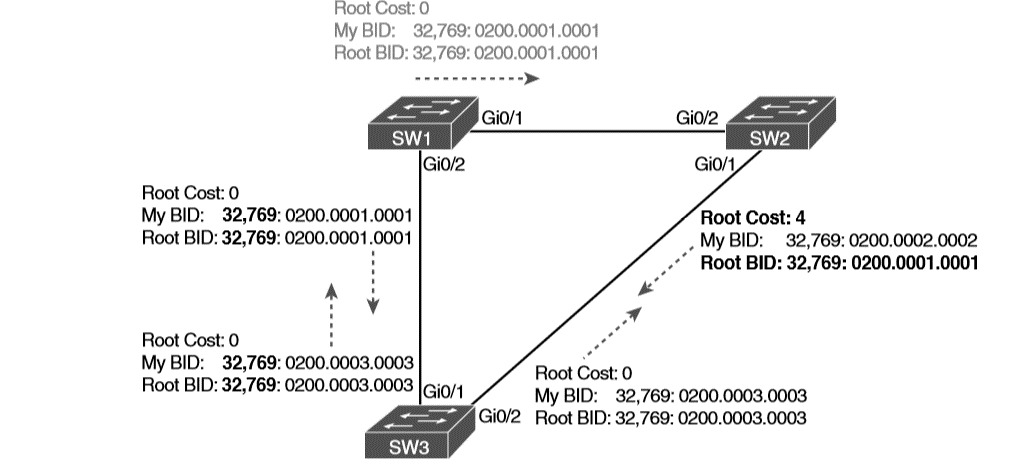 Root Cost: 0
My BID: 32,769: 0200.0001.0001
Root BID: 32,769: 0200.0001.0001
Gi0/1
Gi0/2
SW1
SW2
Gi0/2
Gi0/1
Root Cost: 0
My BID: 32,769: 0200.0001.0001
Root BID: 32,769: 0200.0001.0001
Root Cost: 4
My BID: 32,769: 0200.0002.0002
Root BID: 32,769: 0200.0001.0001
Root Cost: 0
My BID: 32,769: 0200.0003.0003
Root BID: 32,769: 0200.0003.0003
Root Cost: 0
My BID: 32,769: 0200.0003.0003
Root BID: 32,769: 0200.0003.0003
Gi0/1
Gi0/2
SW3